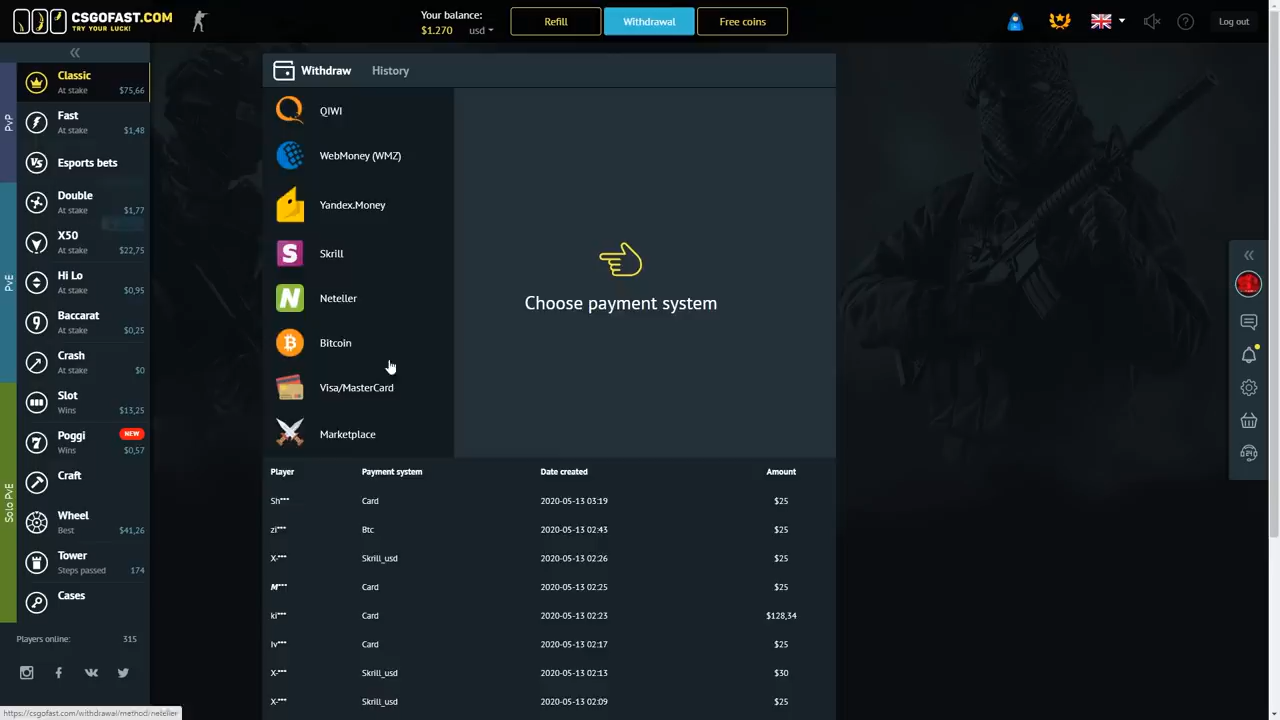 CSGOFAST.COM
TRY YOUR LUCK!
Your balance:
$1.270 usd
Refill
Withdrawal
Free coins
Log out
PvP
Classic
At stake $75,66
Fast
At stake $1,48
Esports bets
PvE
Double
At stake $1,77
X50
At stake $22,75
Hi Lo
At stake $0,95
Baccarat
At stake $0,25
Crash
At stake $0
Solo PvE
Slot
Wins $13,25
Poggi NEW
Wins $0,57
Craft
Wheel
Best $41,26
Tower
Steps passed 174
Cases
Players online: 315
Withdraw History
QIWI
WebMoney (WMZ)
Yandex.Money
Skrill
Neteller
Bitcoin
Visa/MasterCard
Marketplace
Choose payment system
Player Payment system Date created Amount
Sh*** Card 2020-05-13 03:19 $25
zi*** Btc 2020-05-13 02:43 $25
X-*** Skrill_usd 2020-05-13 02:26 $25
M*** Card 2020-05-13 02:25 $25
ki*** Card 2020-05-13 02:23 $128,34
Iv*** Card 2020-05-13 02:17 $25
X-*** Skrill_usd 2020-05-13 02:13 $30
X-*** Skrill_usd 2020-05-13 02:09 $25
https://csgofast.com/withdrawal/method/neteller